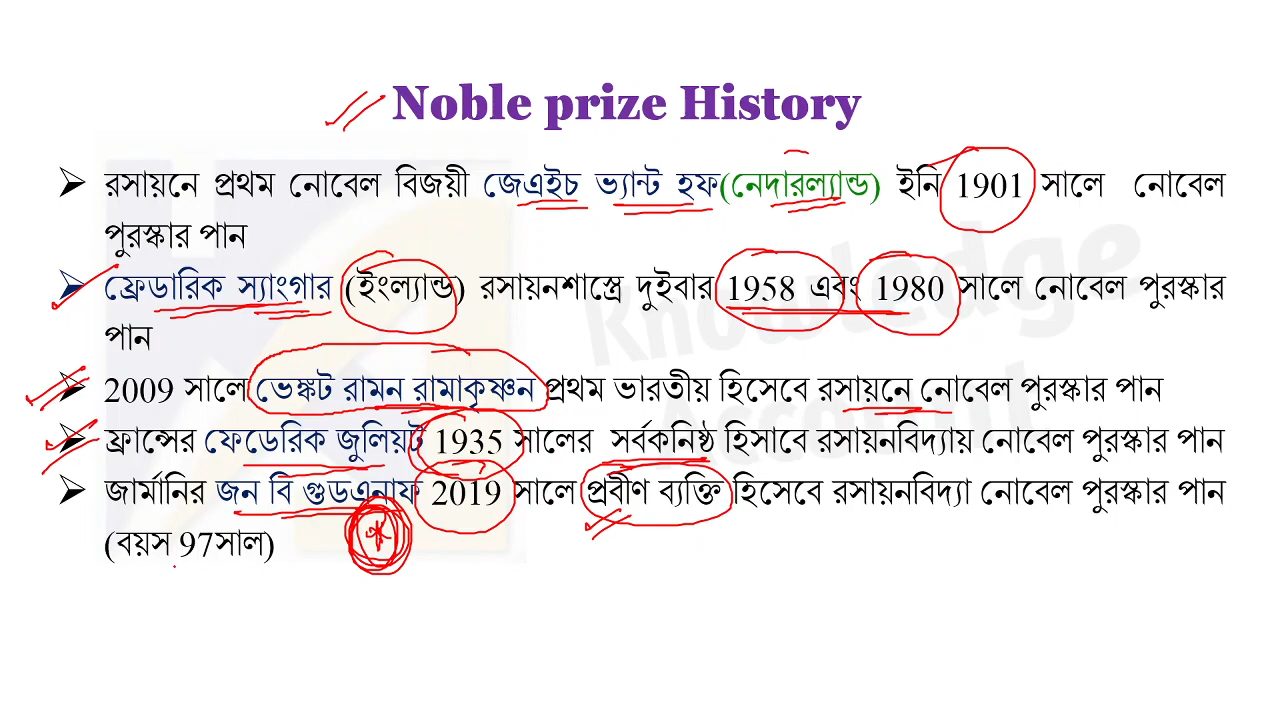 Noble prize History
➢ রসায়নে প্রথম নোবেল বিজয়ী জেএইচ ভ্যান্ট হফ(নেদারল্যান্ড) ইনি 1901 সালে নোবেল
পুরস্কার পান
➢ ফ্রেডারিক স্যাংগার (ইংল্যান্ড) রসায়নশাস্ত্রে দুইবার 1958 এবং 1980 সালে নোবেল পুরস্কার
পান
➢ 2009 সালে ভেঙ্কট রামন রামাকৃষ্ণন প্রথম ভারতীয় হিসেবে রসায়নে নোবেল পুরস্কার পান
➢ ফ্রান্সের ফেডেরিক জুলিয়ট 1935 সালের সর্বকনিষ্ঠ হিসাবে রসায়নবিদ্যায় নোবেল পুরস্কার পান
➢ জার্মানির জন বি গুডএনাফ 2019 সালে প্রবীণ ব্যক্তি হিসেবে রসায়নবিদ্যা নোবেল পুরস্কার পান
(বয়স 97সাল)
Knowledge